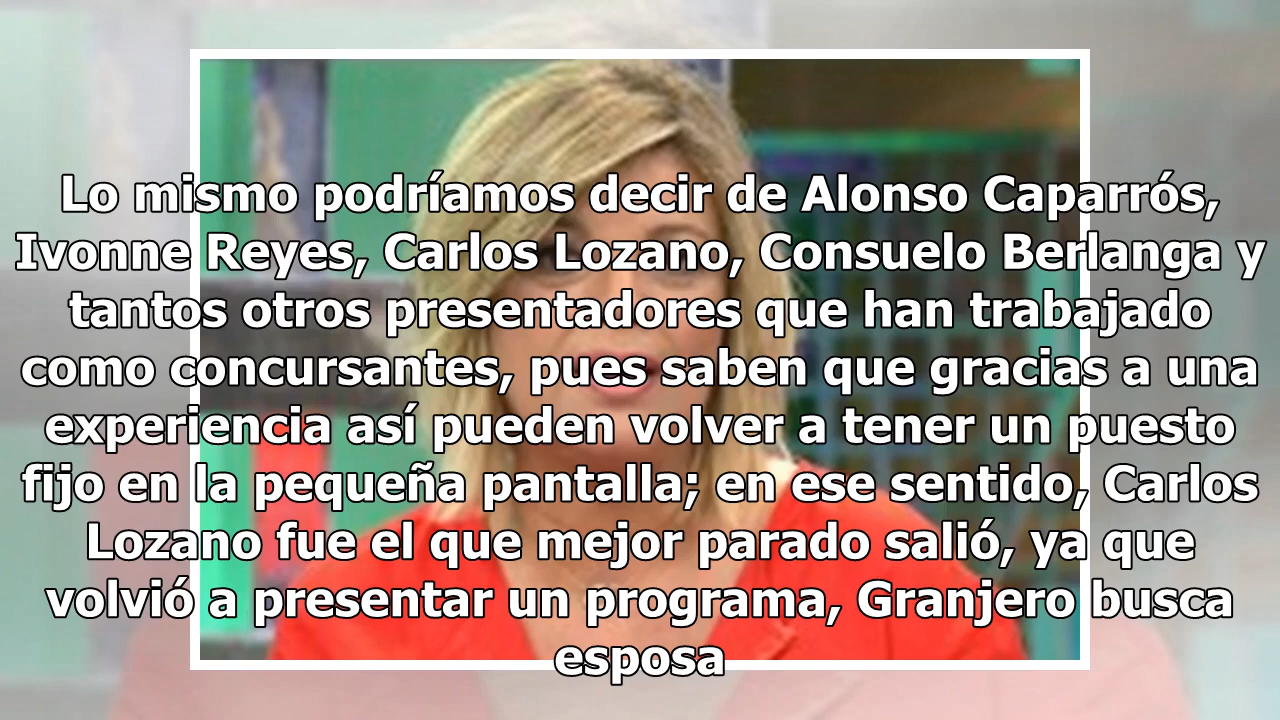 Lo mismo podríamos decir de Alonso Caparrós,
Ivonne Reyes, Carlos Lozano, Consuelo Berlanga y
tantos otros presentadores que han trabajado
como concursantes, pues saben que gracias a una
experiencia así pueden volver a tener un puesto
fijo en la pequeña pantalla; en ese sentido, Carlos
Lozano fue el que mejor parado salió, ya que
volvió a presentar un programa, Granjero busca
esposa